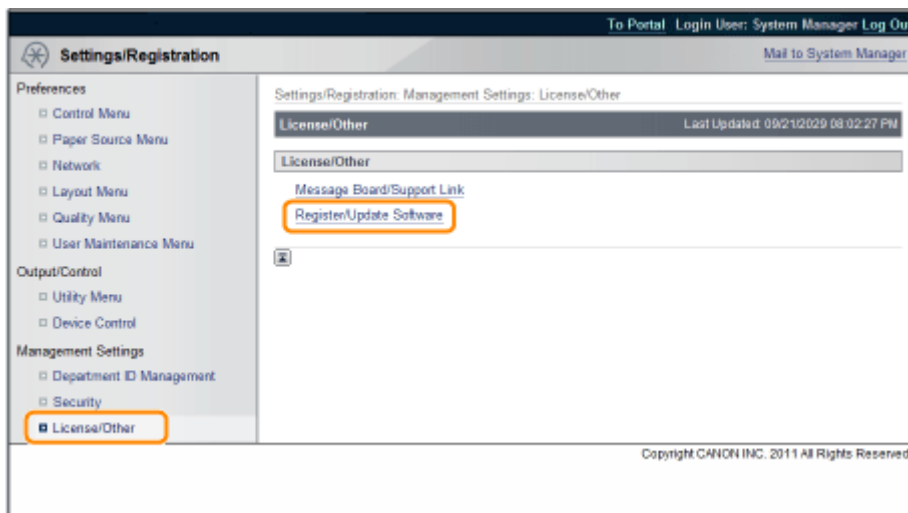 To Portal Login User: System Manager Log Ou
Settings/Registration
Mail to System Manager
Preferences
Control Menu
Paper Source Menu
Network
Layout Menu
Quality Menu
User Maintenance Menu
Output/Control
Utility Menu
Device Control
Management Settings
Department ID Management
Security
License/Other
Settings/Registration: Management Settings: License/Other
License/Other Last Updated: 09/21/2029 08:02:27 PM
License/Other
Message Board/Support Link
Register/Update Software
Copyright CANON INC. 2011 All Rights Reserved